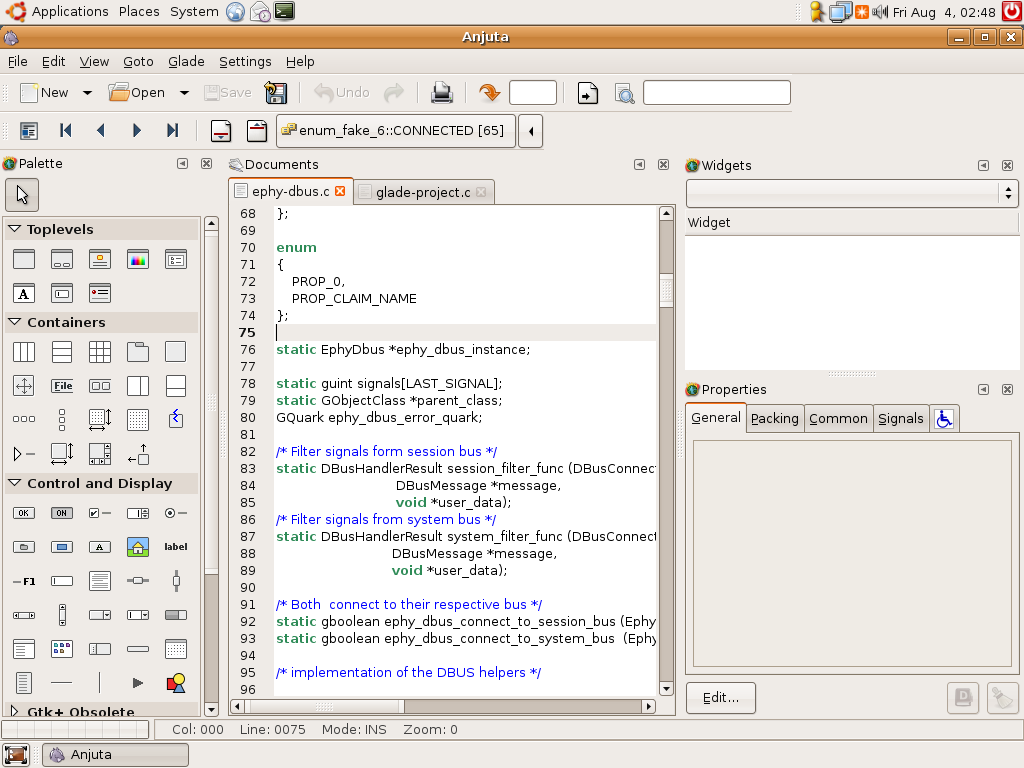 Applications Places System Fri Aug 4, 02:48
Anjuta
File Edit View Goto Glade Settings Help
New Open Save Undo
enum_fake_6::CONNECTED [65]
Palette
Documents
Widgets
ephy-dbus.c glade-project.c
Widget
Toplevels
A
Containers
File
Control and Display
OK ON
A label
F1
Gtk+ Obsolete
68 };
69
70 enum
71 {
72 PROP_0,
73 PROP_CLAIM_NAME
74 };
75
76 static EphyDbus *ephy_dbus_instance;
77
78 static guint signals[LAST_SIGNAL];
79 static GObjectClass *parent_class;
80 GQuark ephy_dbus_error_quark;
81
82 /* Filter signals form session bus */
83 static DBusHandlerResult session_filter_func (DBusConnect
84 DBusMessage *message,
85 void *user_data);
86 /* Filter signals from system bus */
87 static DBusHandlerResult system_filter_func (DBusConnect
88 DBusMessage *message,
89 void *user_data);
90
91 /* Both  connect to their respective bus */
92 static gboolean ephy_dbus_connect_to_session_bus (Ephy
93 static gboolean ephy_dbus_connect_to_system_bus  (Ephy
94
95 /* implementation of the DBUS helpers */
96
Properties
General Packing Common Signals
Edit...
Col: 000 Line: 0075 Mode: INS Zoom: 0
Anjuta